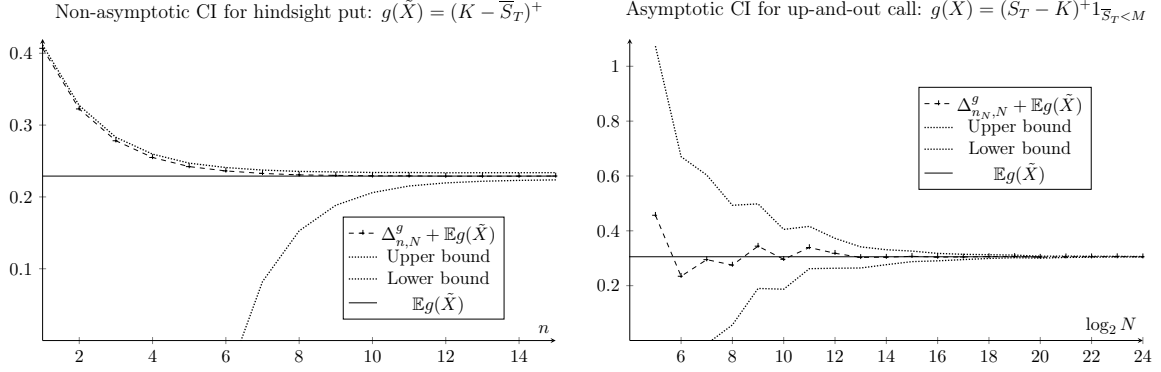 Non-asymptotic CI for hindsight put: g(X̃) = (K − S̅_T)⁺
0.4
0.3
0.2
0.1
Δ^g_{n,N} + 𝔼g(X̃)
Upper bound
Lower bound
𝔼g(X̃)
n
2 4 6 8 10 12 14
Asymptotic CI for up-and-out call: g(X) = (S_T − K)⁺1_{S̅_T<M}
1
0.8
0.6
0.4
0.2
Δ^g_{n_N,N} + 𝔼g(X̃)
Upper bound
Lower bound
𝔼g(X̃)
log₂ N
6 8 10 12 14 16 18 20 22 24